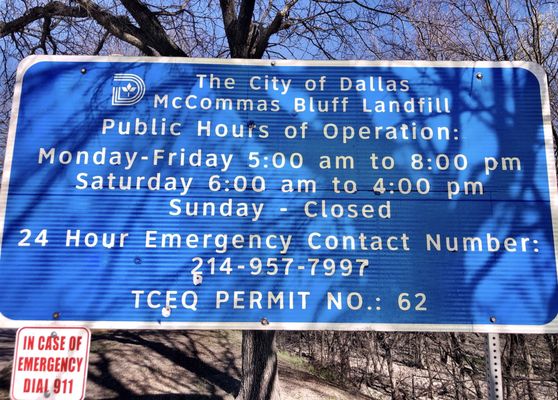 The City of Dallas
McCommas Bluff Landfill
Public Hours of Operation:
Monday-Friday 5:00 am to 8:00 pm
Saturday 6:00 am to 4:00 pm
Sunday - Closed
24 Hour Emergency Contact Number:
214-957-7997
TCEQ PERMIT NO.: 62
IN CASE OF
EMERGENCY
DIAL 911